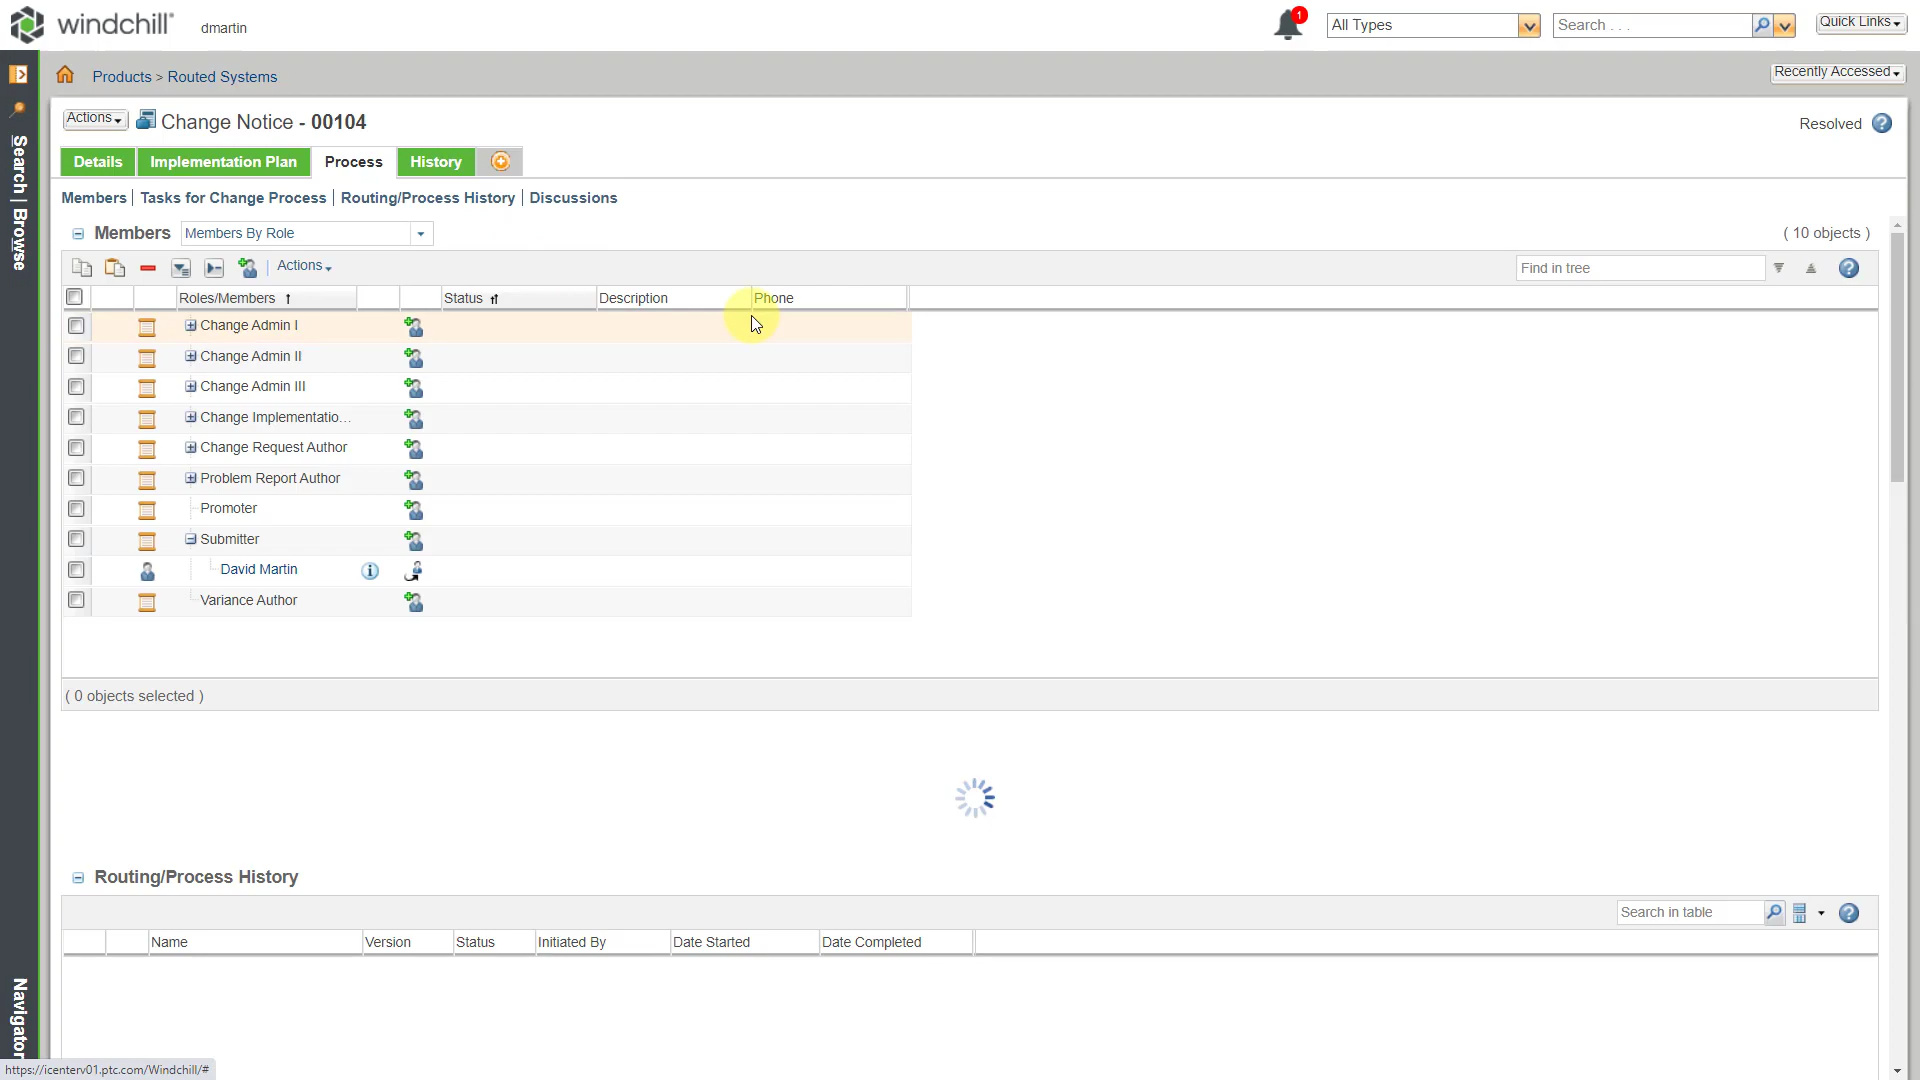 windchill
dmartin
1
All Types
Search . . .
Quick Links
Products > Routed Systems
Recently Accessed
Actions
Change Notice - 00104
Resolved
Details
Implementation Plan
Process
History
Search | Browse
Members
Tasks for Change Process
Routing/Process History
Discussions
Members
Members By Role
( 10 objects )
Actions
Find in tree
Roles/Members
Status
Description
Phone
Change Admin I
Change Admin II
Change Admin III
Change Implementatio...
Change Request Author
Problem Report Author
Promoter
Submitter
David Martin
Variance Author
( 0 objects selected )
Routing/Process History
Search in table
Name
Version
Status
Initiated By
Date Started
Date Completed
Navigator
https://icenterv01.ptc.com/Windchill/#